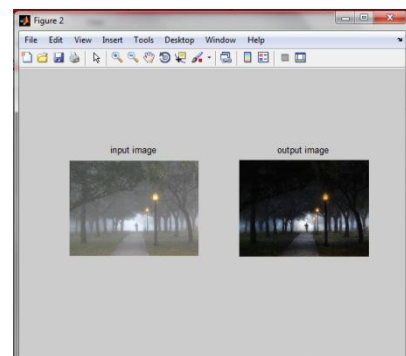 Figure 2
File Edit View Insert Tools Desktop Window Help
input image
output image